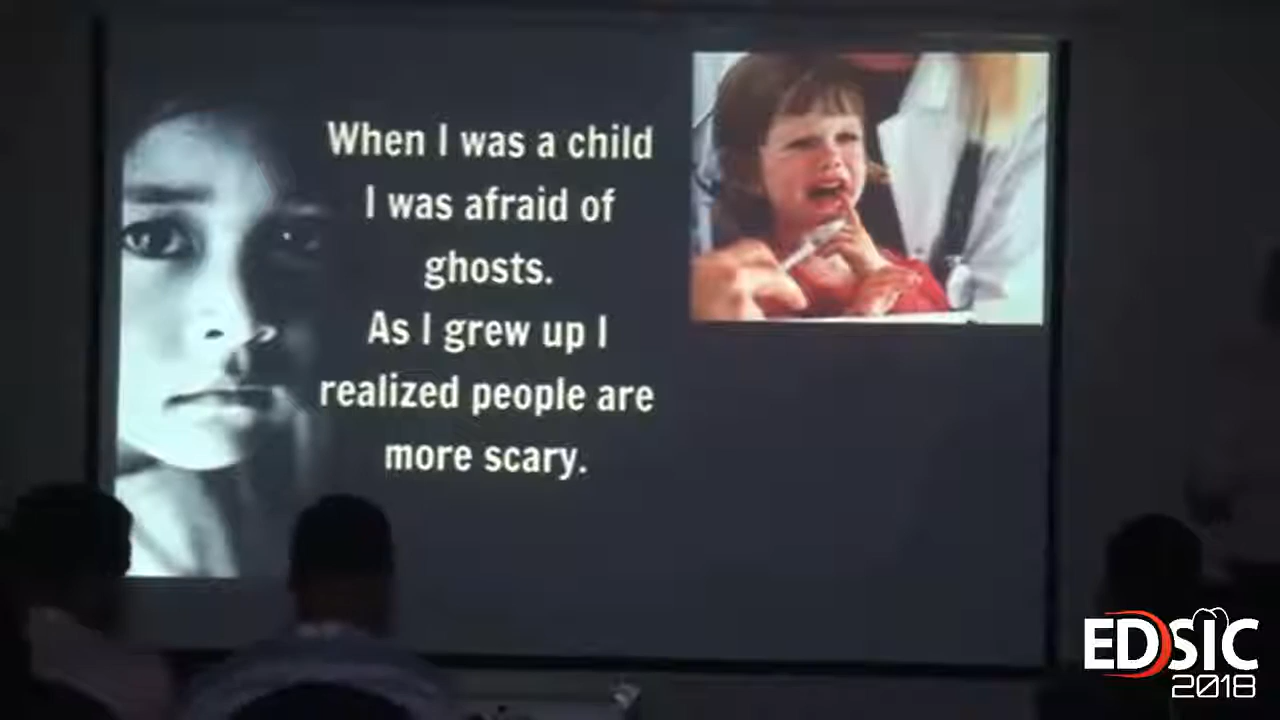 When I was a child
I was afraid of
ghosts.
As I grew up I
realized people are
more scary.
EDSIC
2018